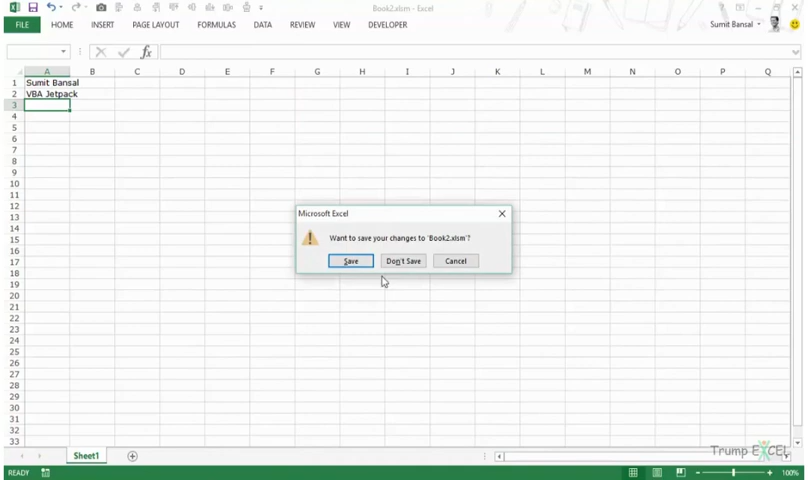 Book2.xlsm - Excel
FILE HOME INSERT PAGE LAYOUT FORMULAS DATA REVIEW VIEW DEVELOPER Sumit Bansal
fx
A B C D E F G H I J K L M N O P Q
1 Sumit Bansal
2 VBA Jetpack
3
4
5
6
7
8
9
10
11
12
13
14
15
16
17
18
19
20
21
22
23
24
25
26
27
28
29
30
31
32
33
Microsoft Excel
Want to save your changes to 'Book2.xlsm'?
Save Don't Save Cancel
Trump EXCEL
Sheet1
READY 100%